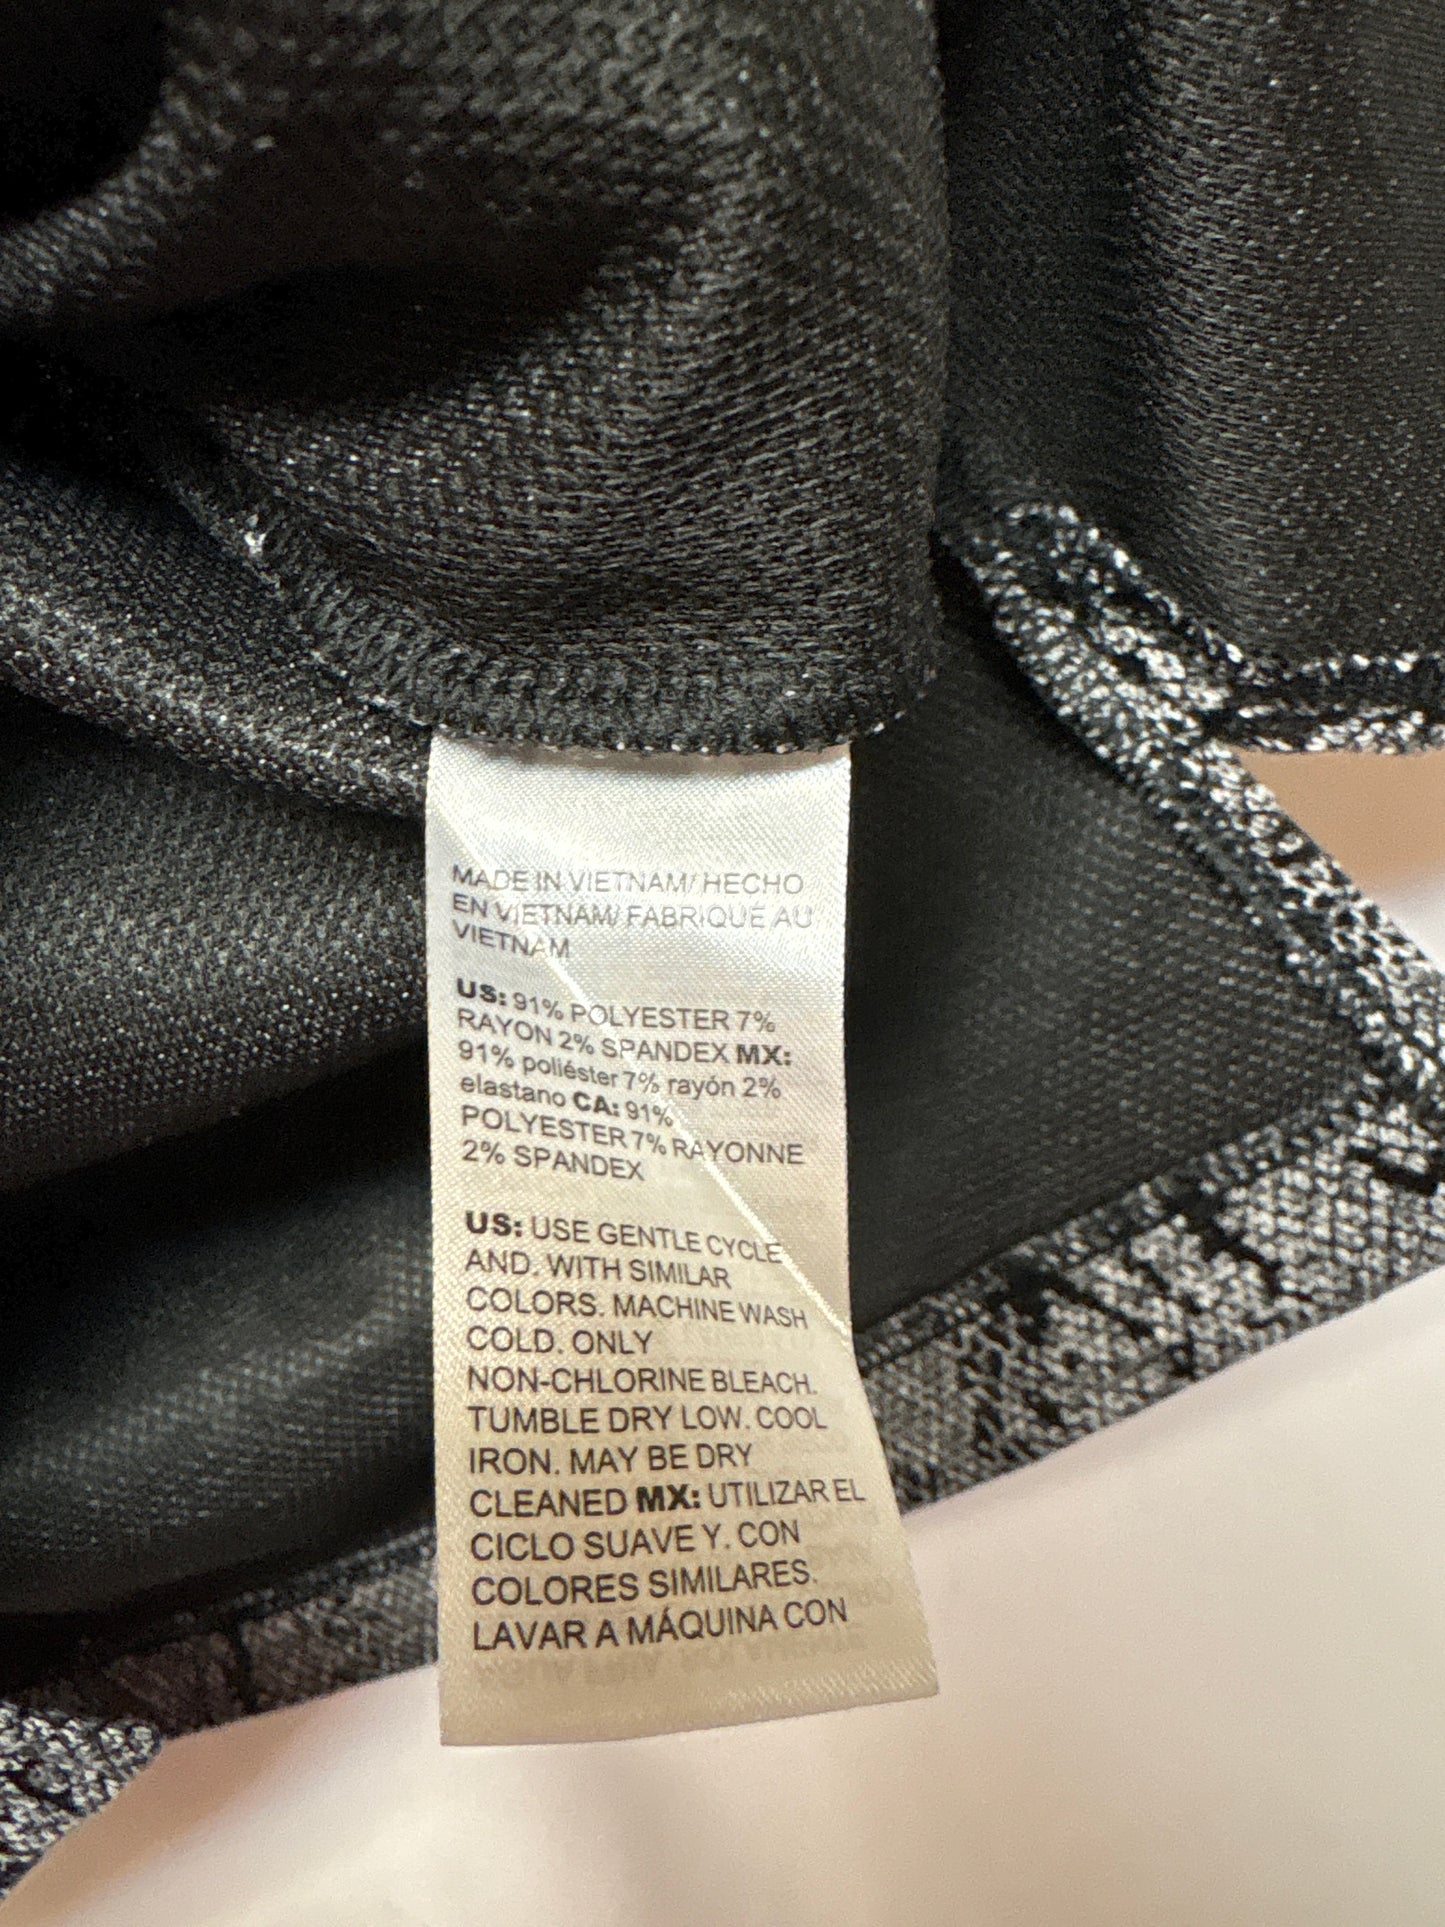 MADE IN VIETNAM/ HECHO
EN VIETNAM/ FABRIQUÉ AU
VIETNAM
US: 91% POLYESTER 7%
RAYON 2% SPANDEX MX:
91% poliéster 7% rayón 2%
elastano CA: 91%
POLYESTER 7% RAYONNE
2% SPANDEX
US: USE GENTLE CYCLE
AND. WITH SIMILAR
COLORS. MACHINE WASH
COLD. ONLY
NON-CHLORINE BLEACH.
TUMBLE DRY LOW. COOL
IRON. MAY BE DRY
CLEANED MX: UTILIZAR EL
CICLO SUAVE Y. CON
COLORES SIMILARES.
LAVAR A MÁQUINA CON